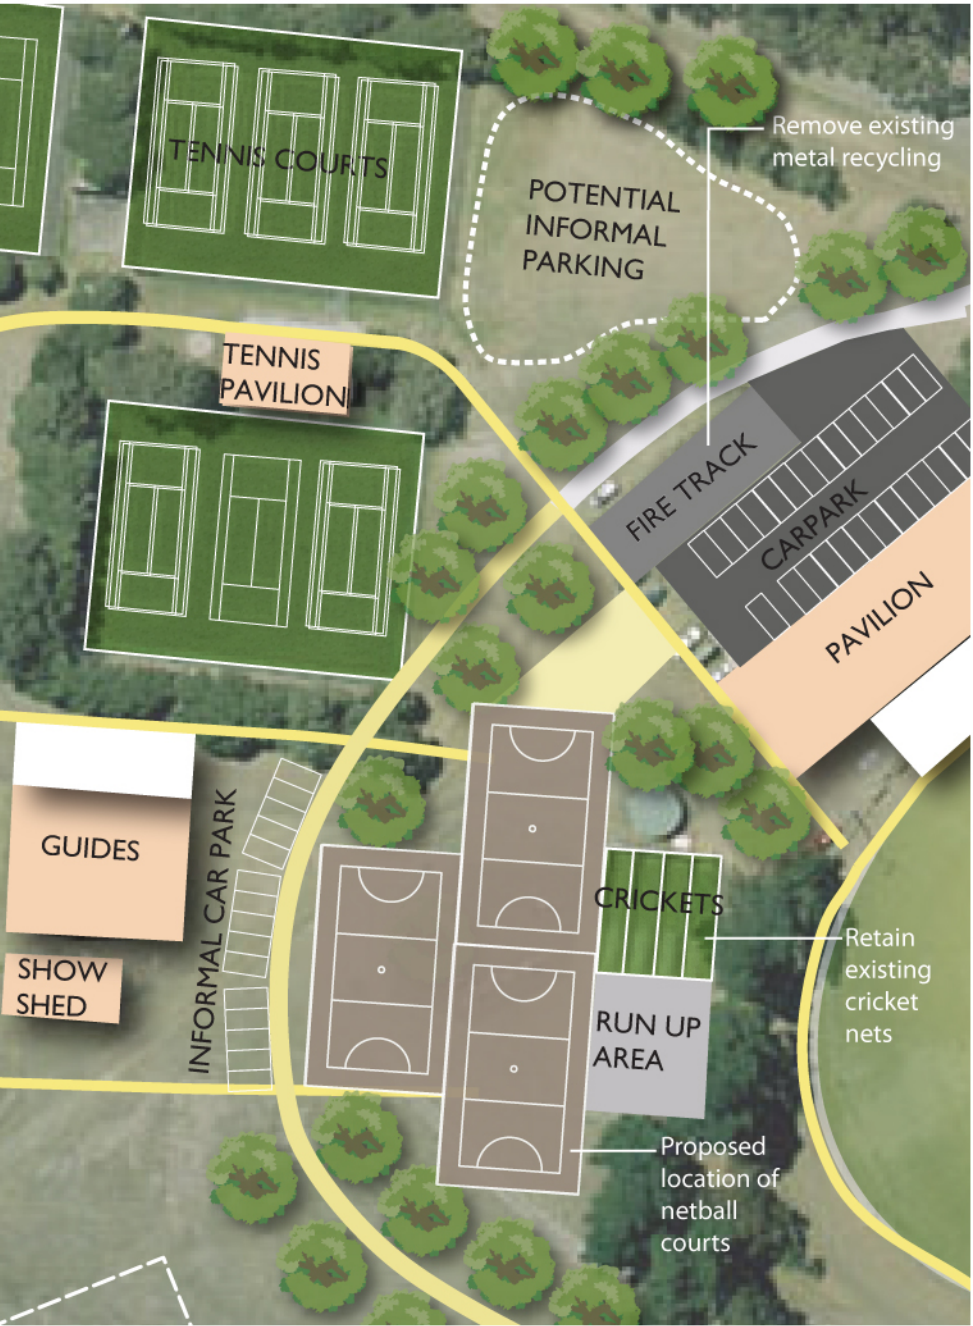 TENNIS COURTS
Remove existing
metal recycling
POTENTIAL
INFORMAL
PARKING
TENNIS
PAVILION
FIRE TRACK
CARPARK
PAVILION
GUIDES
INFORMAL CAR PARK
CRICKETS
Retain
existing
cricket
nets
SHOW
SHED
RUN UP
AREA
Proposed
location of
netball
courts